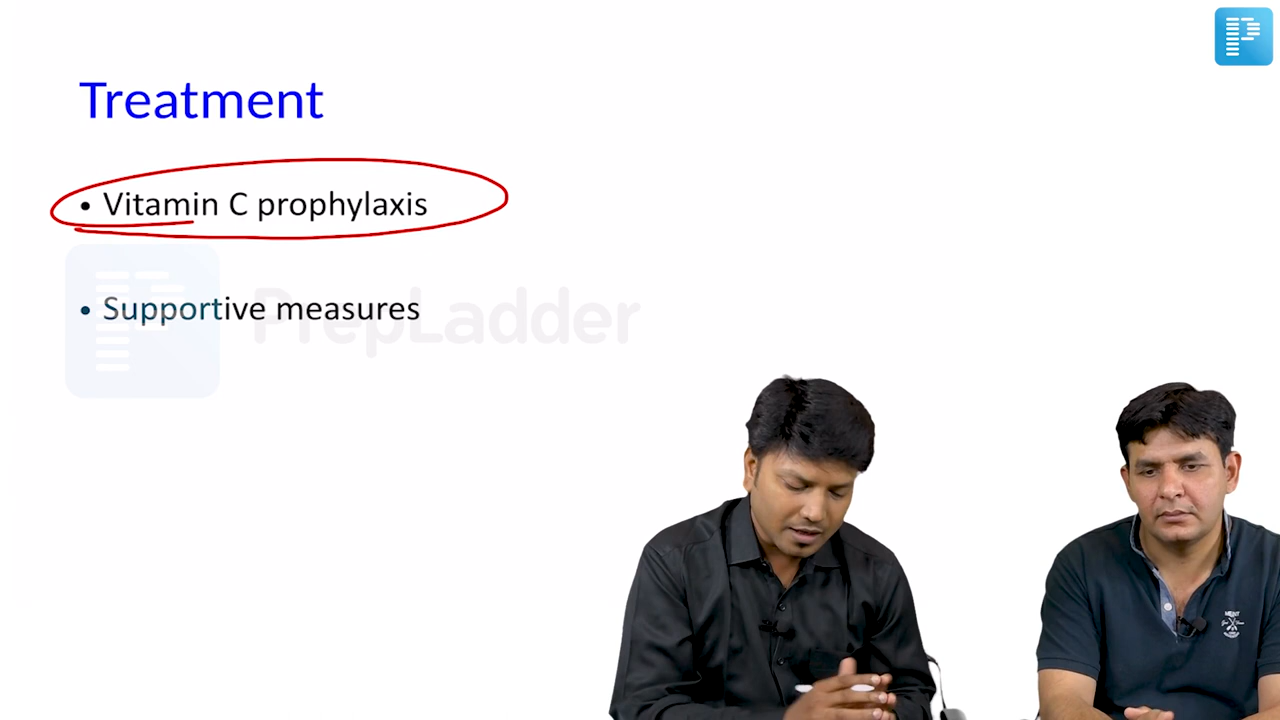 Treatment
• Vitamin C prophylaxis
• Supportive measures
PrepLadder